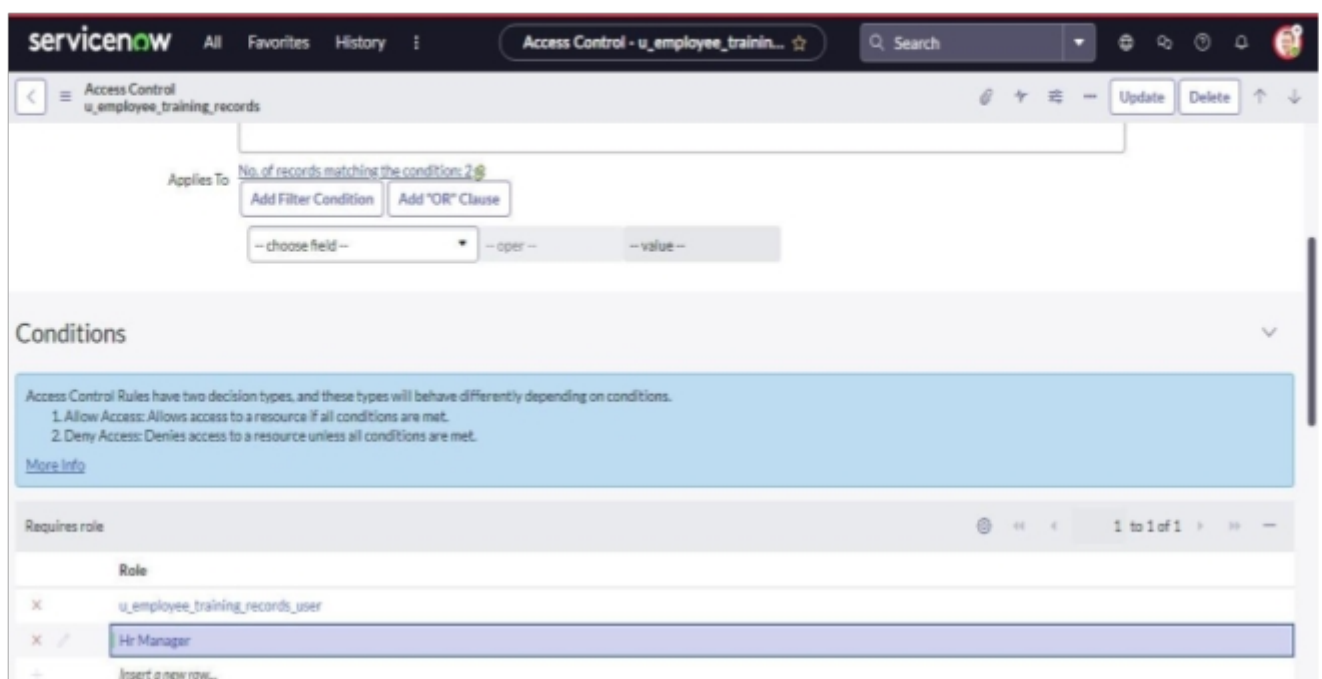 servicenow All Favorites History Access Control - u_employee_trainin... Search
Access Control
u_employee_training_records Update Delete
Applies To No. of records matching the condition: 2
Add Filter Condition Add "OR" Clause
-- choose field -- -- oper -- -- value --
Conditions
Access Control Rules have two decision types, and these types will behave differently depending on conditions.
1. Allow Access: Allows access to a resource if all conditions are met.
2. Deny Access: Denies access to a resource unless all conditions are met.
More Info
Requires role 1 to 1 of 1
Role
u_employee_training_records_user
Hr Manager
Insert a new row...